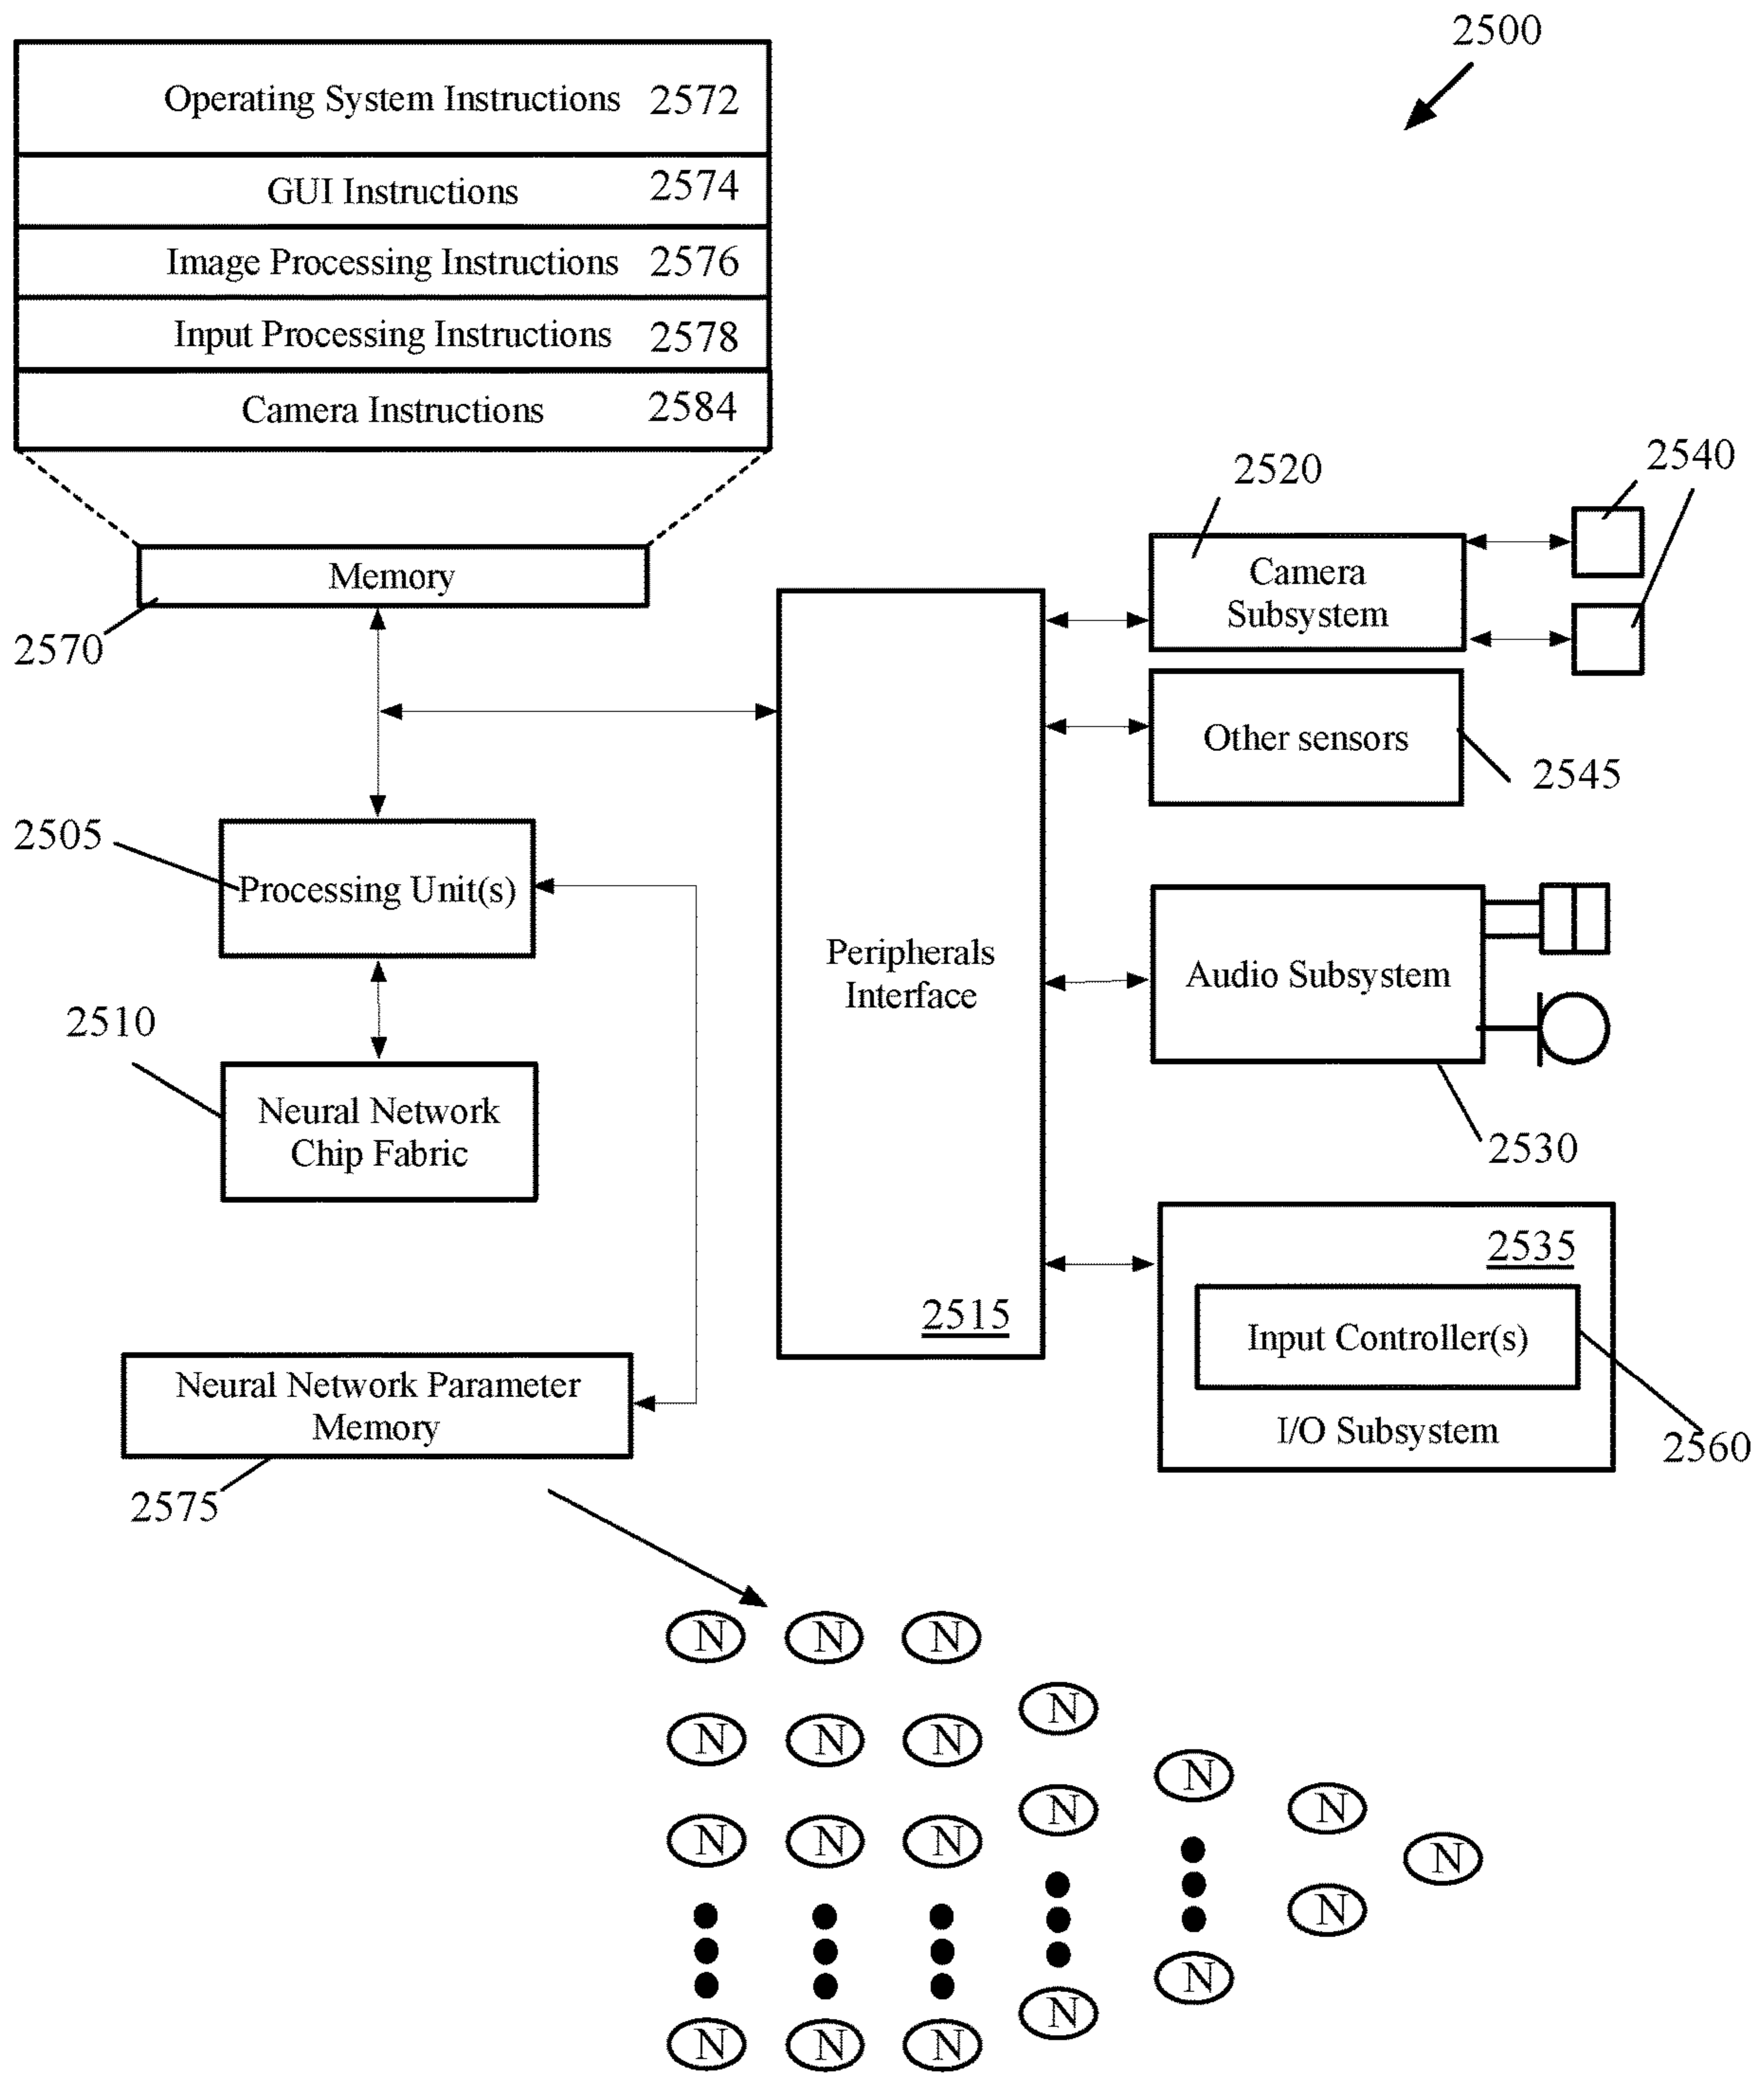 2500
Operating System Instructions 2572
GUI Instructions 2574
Image Processing Instructions 2576
Input Processing Instructions 2578
Camera Instructions 2584
Memory
2570
2520
2540
Camera
Subsystem
Other sensors
2545
2505
Processing Unit(s)
Peripherals
Interface
2515
Audio Subsystem
2530
2510
Neural Network
Chip Fabric
2535
Input Controller(s)
I/O Subsystem
2560
Neural Network Parameter
Memory
2575
N N N
N
N N N
N
N
N
N N N
N
N
N
N
N
N N N